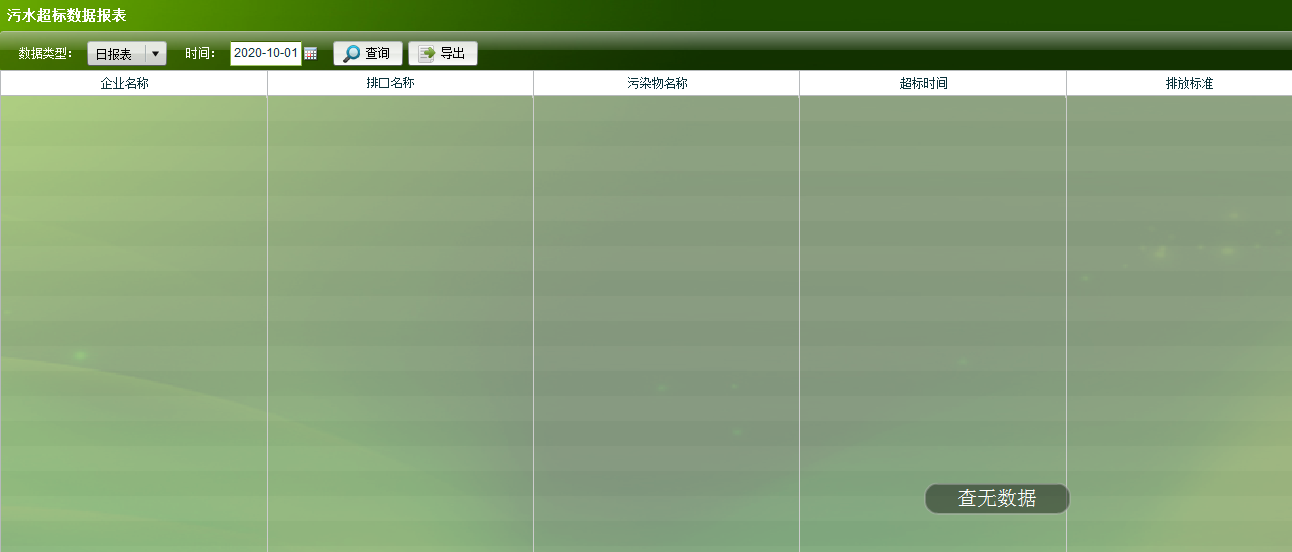 污水超标数据报表
数据类型： 日报表 时间： 2020-10-01 查询 导出
企业名称 排口名称 污染物名称 超标时间 排放标准
查无数据